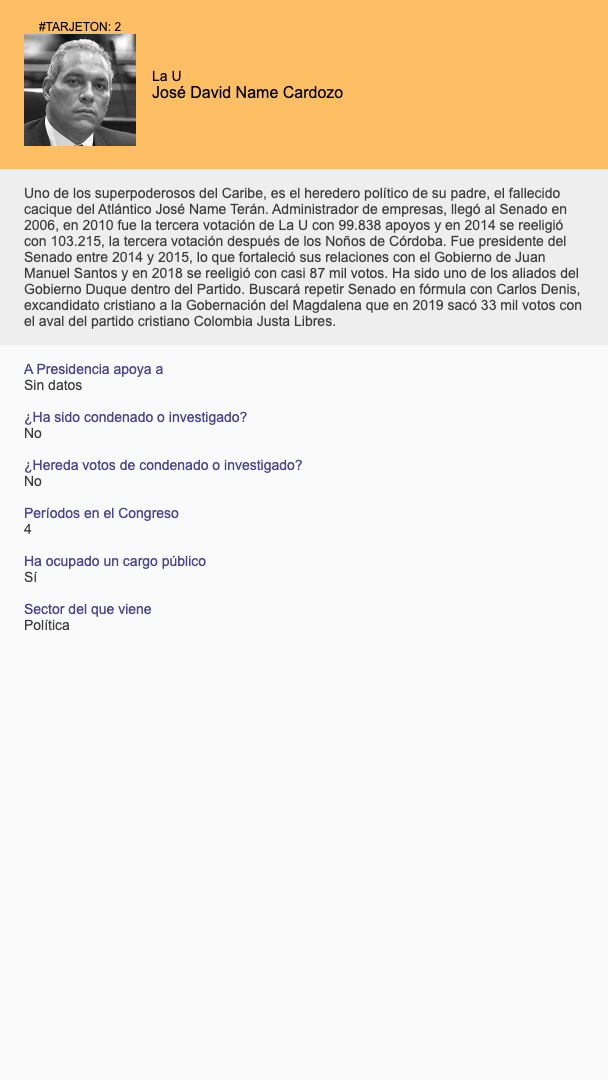 #TARJETON: 2
La U
José David Name Cardozo
Uno de los superpoderosos del Caribe, es el heredero político de su padre, el fallecido
cacique del Atlántico José Name Terán. Administrador de empresas, llegó al Senado en
2006, en 2010 fue la tercera votación de La U con 99.838 apoyos y en 2014 se reeligió
con 103.215, la tercera votación después de los Noños de Córdoba. Fue presidente del
Senado entre 2014 y 2015, lo que fortaleció sus relaciones con el Gobierno de Juan
Manuel Santos y en 2018 se reeligió con casi 87 mil votos. Ha sido uno de los aliados del
Gobierno Duque dentro del Partido. Buscará repetir Senado en fórmula con Carlos Denis,
excandidato cristiano a la Gobernación del Magdalena que en 2019 sacó 33 mil votos con
el aval del partido cristiano Colombia Justa Libres.
A Presidencia apoya a
Sin datos
¿Ha sido condenado o investigado?
No
¿Hereda votos de condenado o investigado?
No
Períodos en el Congreso
4
Ha ocupado un cargo público
Sí
Sector del que viene
Política